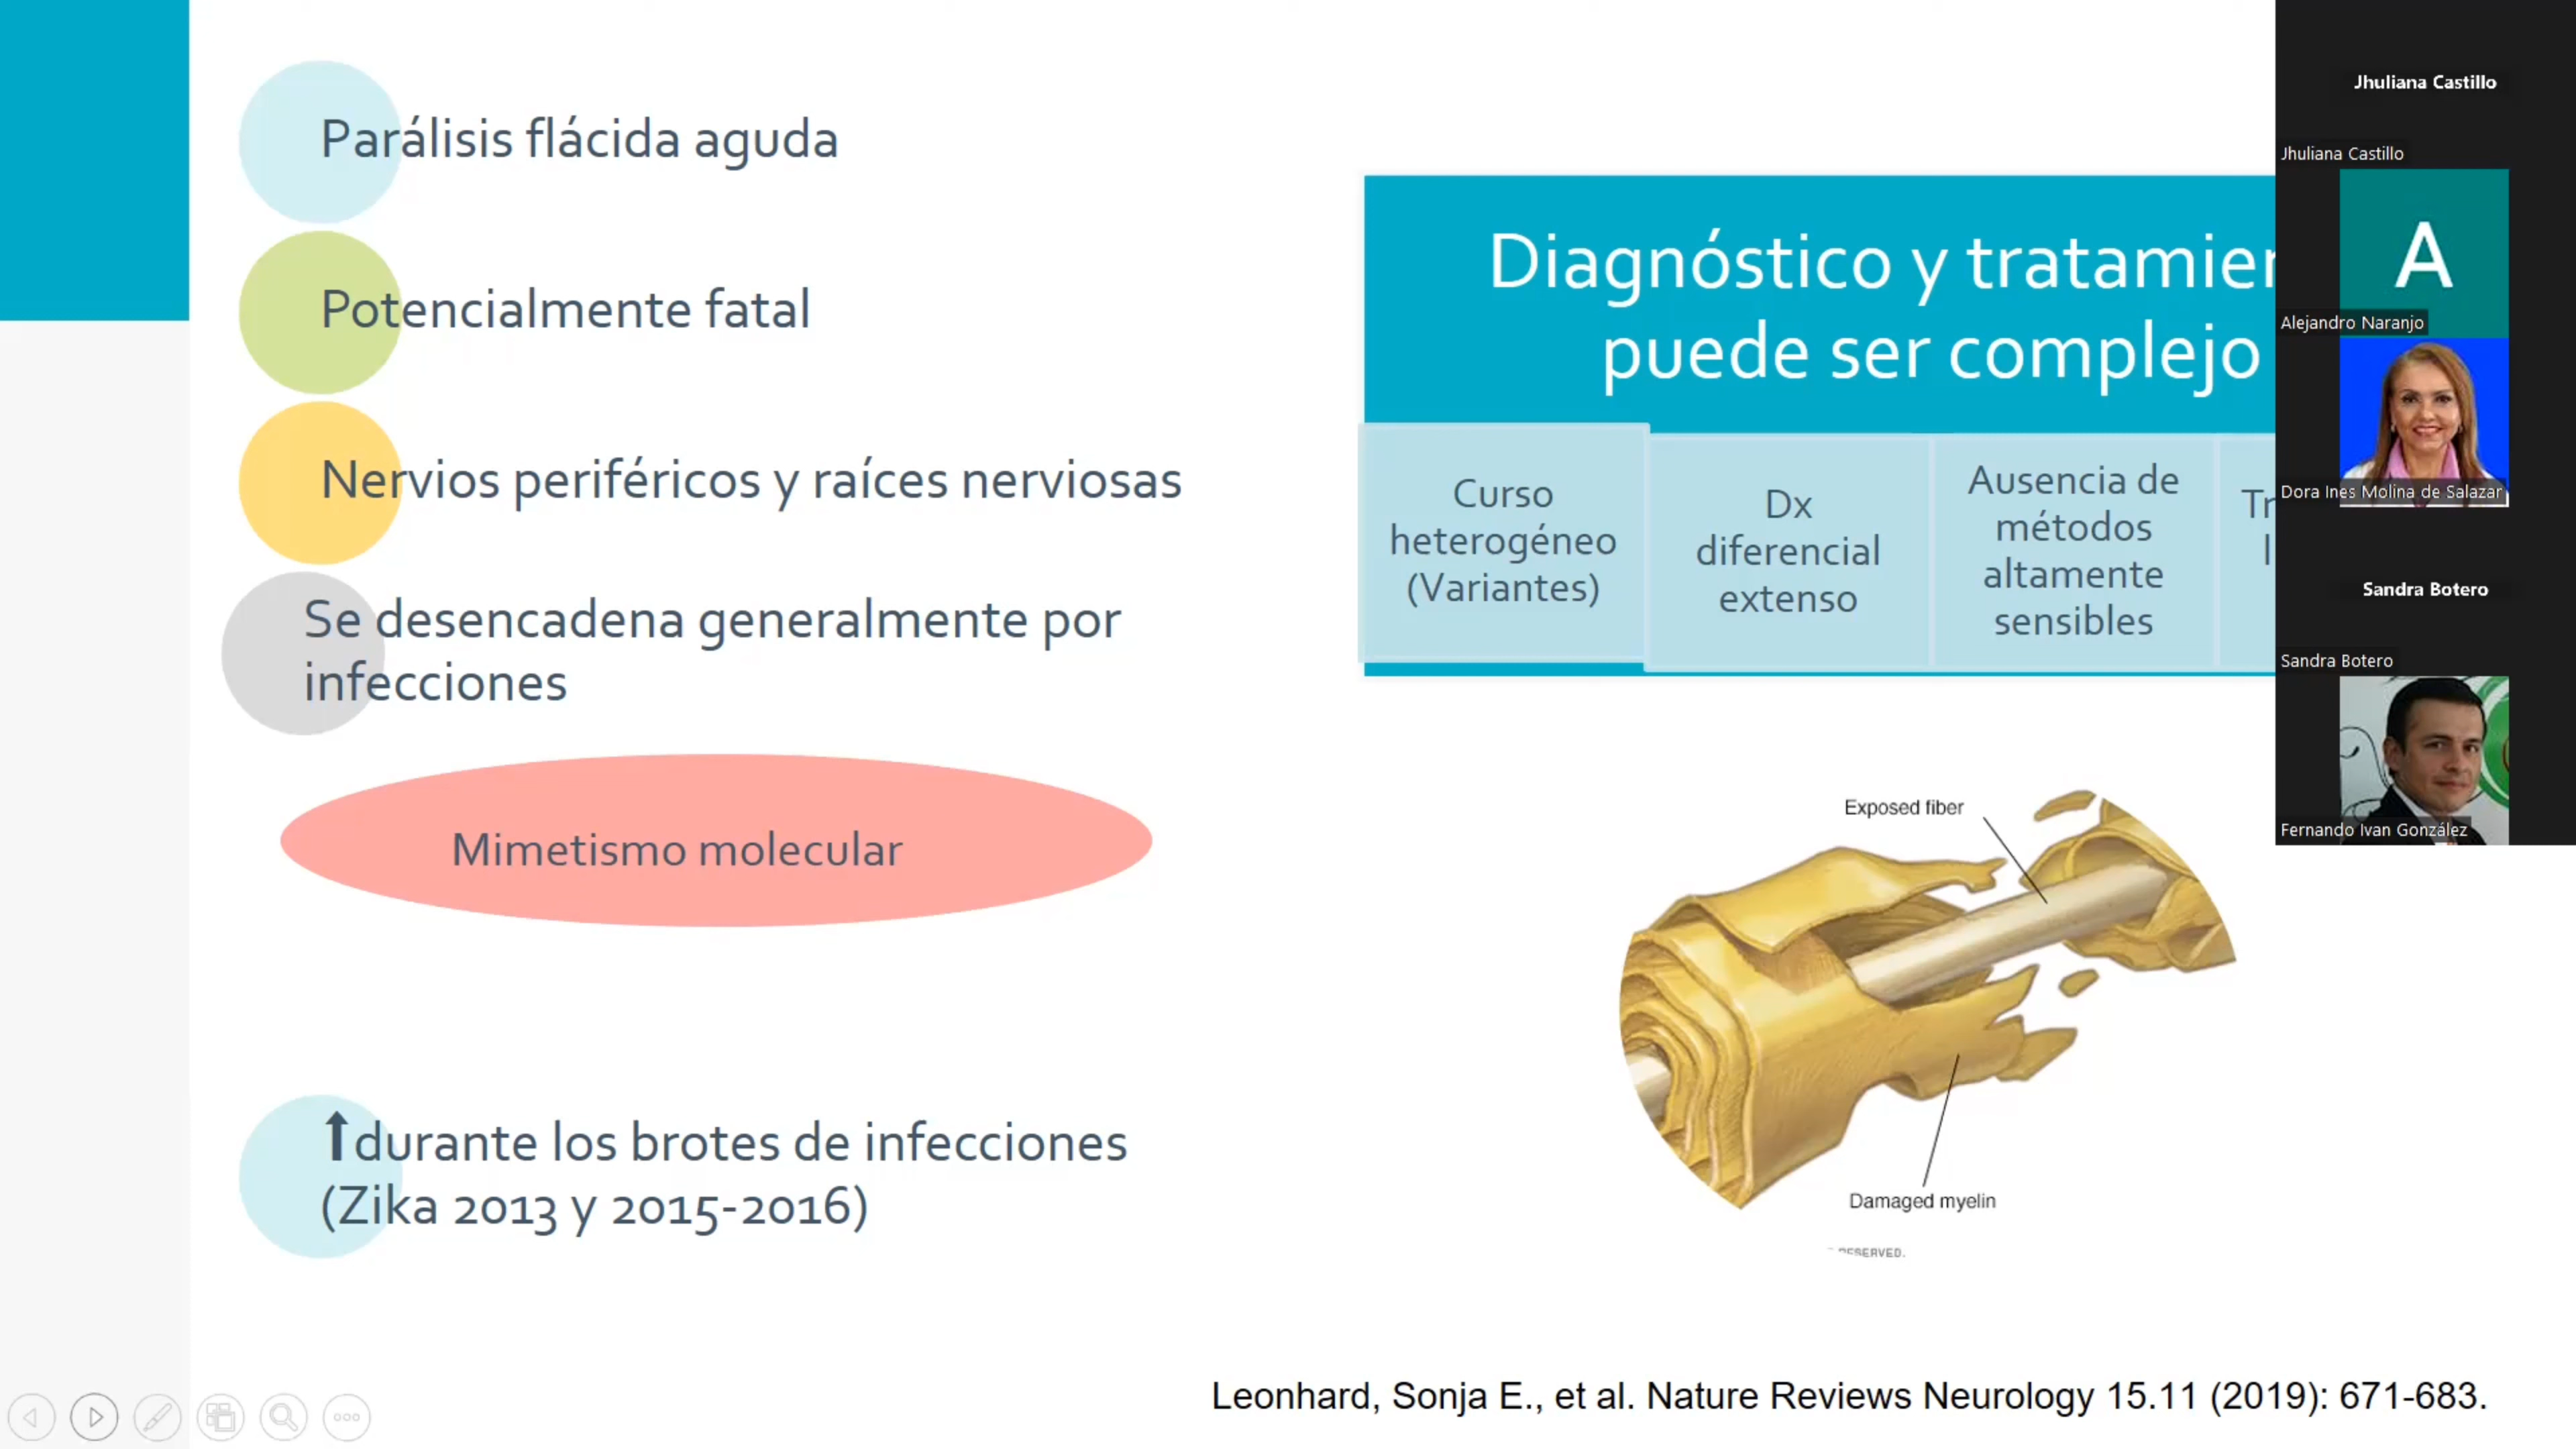 Parálisis flácida aguda
Potencialmente fatal
Nervios periféricos y raíces nerviosas
Se desencadena generalmente por
infecciones
Mimetismo molecular
⬆durante los brotes de infecciones
(Zika 2013 y 2015-2016)
Diagnóstico y
puede ser complejo
Curso
heterogéneo
(Variantes)
Dx
diferencial
extenso
Ausencia de
métodos
altamente
sensibles
Exposed fiber
Damaged myelin
RESERVED.
Leonhard, Sonja E., et al. Nature Reviews Neurology 15.11 (2019): 671-683.
Jhuliana Castillo
Jhuliana Castillo
A
Alejandro Naranjo
Dora Ines Molina de Salazar
Sandra Botero
Sandra Botero
Fernando Ivan González